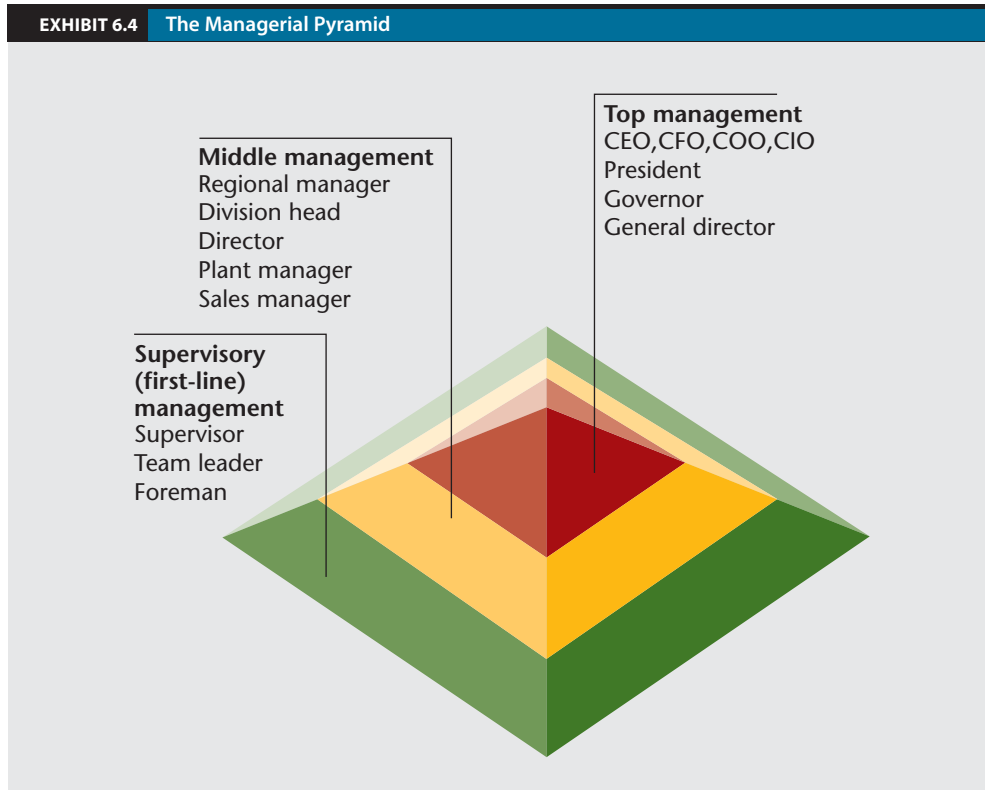 EXHIBIT 6.4 The Managerial Pyramid
Top management
CEO,CFO,COO,CIO
President
Governor
General director
Middle management
Regional manager
Division head
Director
Plant manager
Sales manager
Supervisory
(first-line)
management
Supervisor
Team leader
Foreman